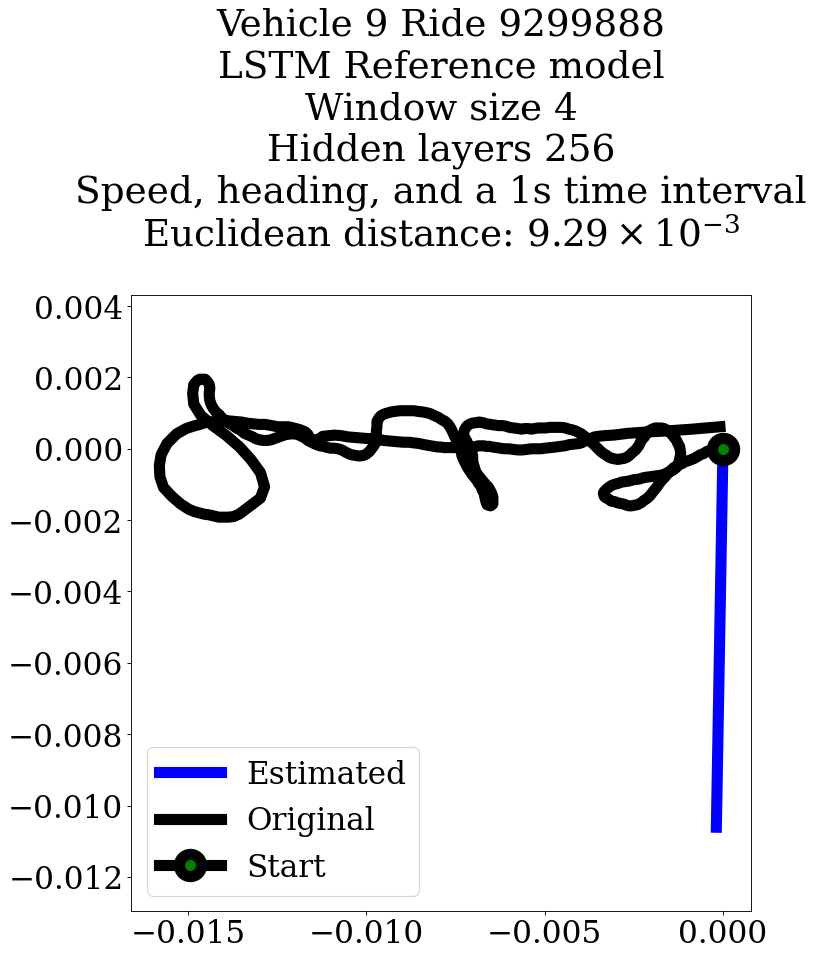 Vehicle 9 Ride 9299888
LSTM Reference model
Window size 4
Hidden layers 256
Speed, heading, and a 1s time interval
Euclidean distance: 9.29 × 10⁻³
0.004
0.002
0.000
−0.002
−0.004
−0.006
−0.008
−0.010
−0.012
Estimated
Original
Start
−0.015 −0.010 −0.005 0.000